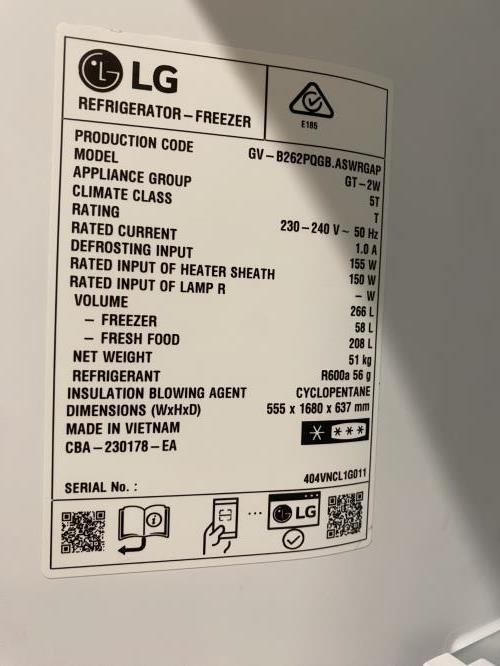 LG
REFRIGERATOR-FREEZER
E185
PRODUCTION CODE GV-B262PQGB.ASWRGAP
MODEL GT-2W
APPLIANCE GROUP 5T
CLIMATE CLASS T
RATING 230-240 V ~ 50 Hz
RATED CURRENT 1.0 A
DEFROSTING INPUT 155 W
RATED INPUT OF HEATER SHEATH 150 W
RATED INPUT OF LAMP R - W
VOLUME 266 L
- FREEZER 58 L
- FRESH FOOD 208 L
NET WEIGHT 51 kg
REFRIGERANT R600a 56 g
INSULATION BLOWING AGENT CYCLOPENTANE
DIMENSIONS (WxHxD) 555 x 1680 x 637 mm
MADE IN VIETNAM
CBA-230178-EA
SERIAL No. : 404VNCL1G011
LG